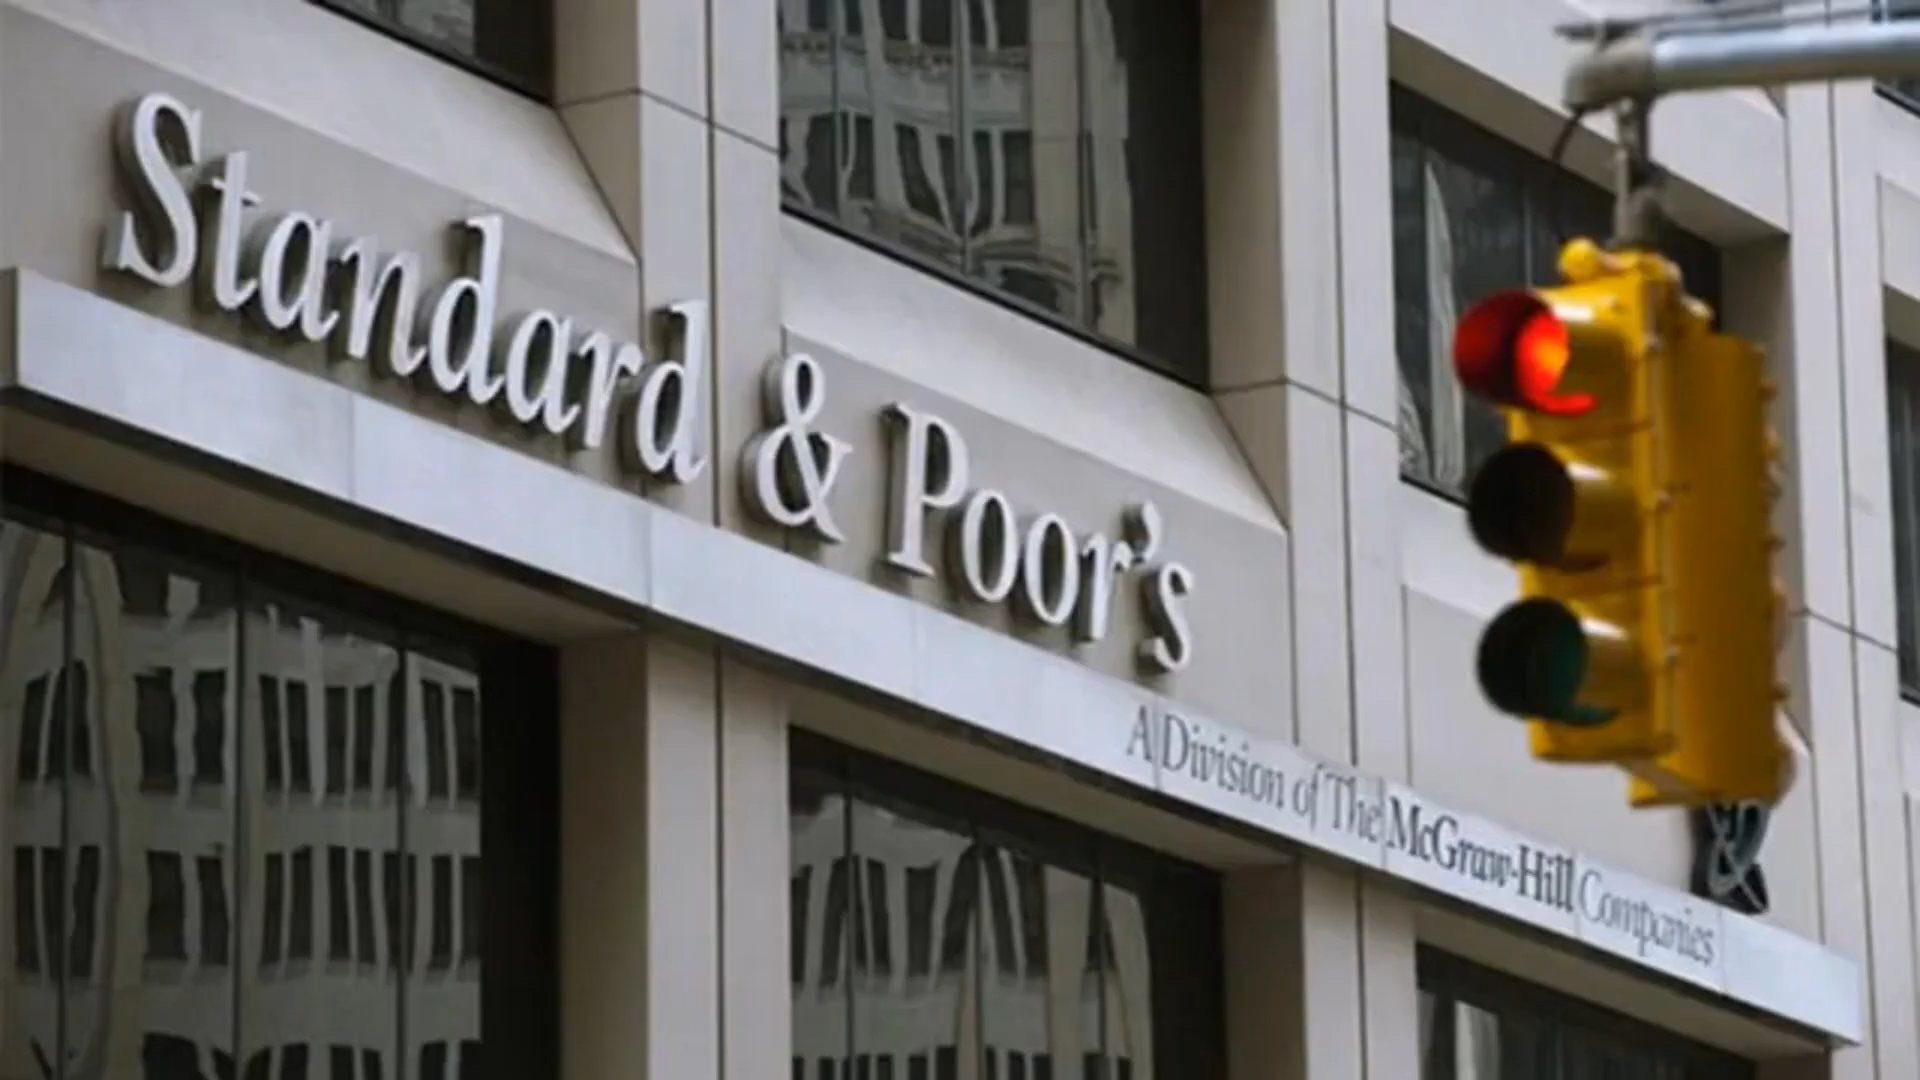 Standard & Poor's
A Division of The McGraw-Hill Companies